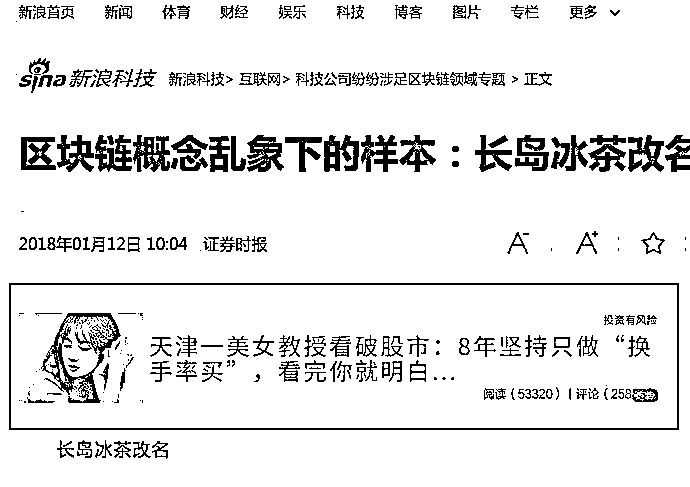 新浪首页 新闻 体育 财经 娱乐 科技 博客 图片 专栏 更多
sina 新浪科技 新浪科技> 互联网> 科技公司纷纷涉足区块链领域专题 > 正文
区块链概念乱象下的样本：长岛冰茶改名
2018年01月12日 10:04 证券时报
A- A+
投资有风险
天津一美女教授看破股市：8年坚持只做“换
手率买”，看完你就明白...
阅读（53320） | 评论（258
长岛冰茶改名